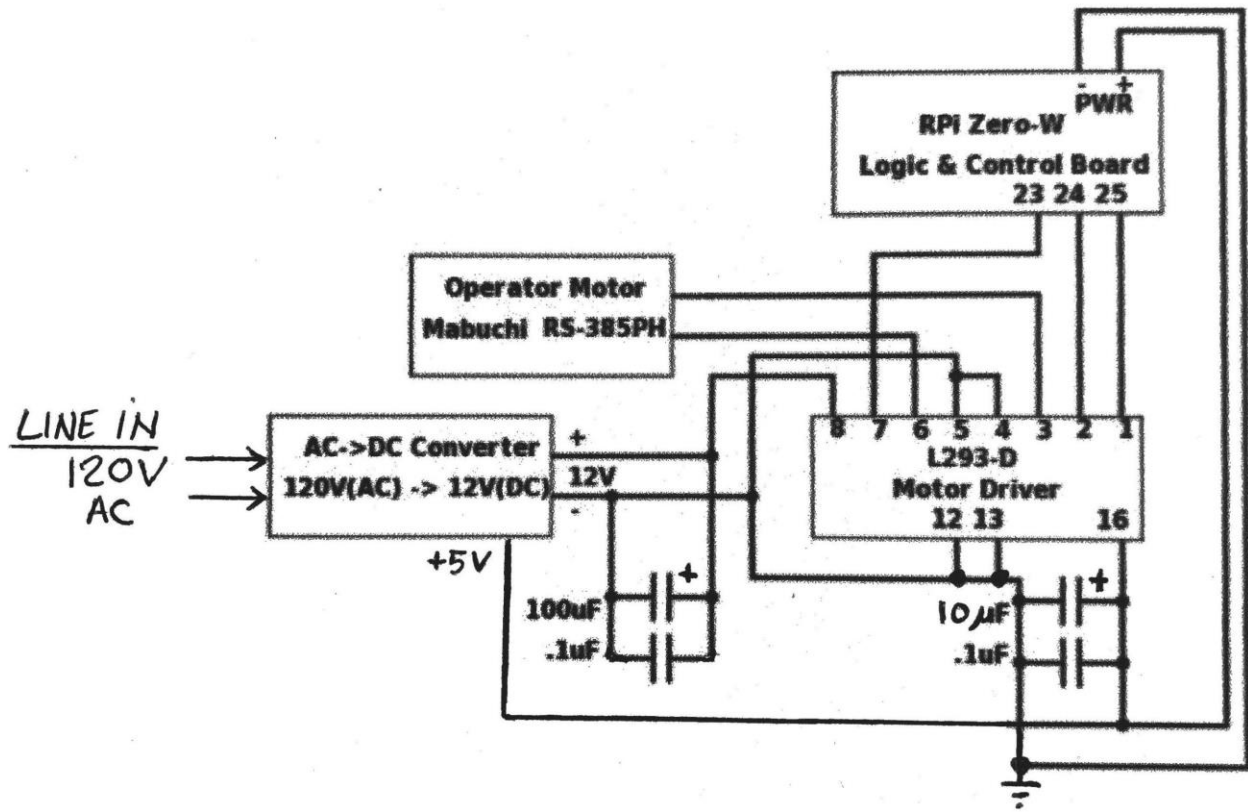 - +
PWR
RPi Zero-W
Logic & Control Board
23 24 25
Operator Motor
Mabuchi RS-385PH
LINE IN
120V
AC
AC->DC Converter
120V(AC) -> 12V(DC)
+
12V
-
+5V
8 7 6 5 4 3 2 1
L293-D
Motor Driver
12 13 16
+
100uF
.1uF
+
10µF
.1uF